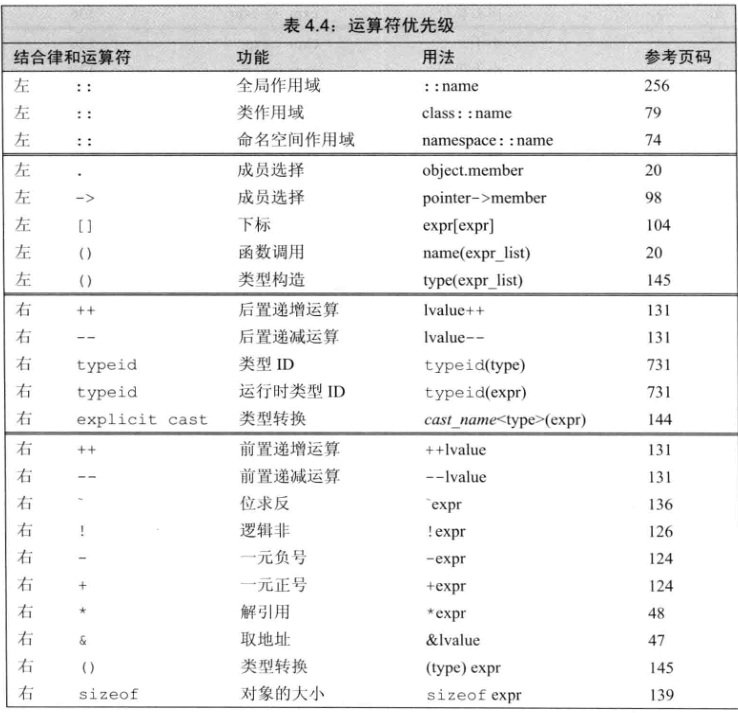 表 4.4：运算符优先级
结合律和运算符 功能 用法 参考页码
左 :: 全局作用域 ::name 256
左 :: 类作用域 class::name 79
左 :: 命名空间作用域 namespace::name 74
左 . 成员选择 object.member 20
左 -> 成员选择 pointer->member 98
左 [] 下标 expr[expr] 104
左 () 函数调用 name(expr_list) 20
左 () 类型构造 type(expr_list) 145
右 ++ 后置递增运算 lvalue++ 131
右 -- 后置递减运算 lvalue-- 131
右 typeid 类型 ID typeid(type) 731
右 typeid 运行时类型 ID typeid(expr) 731
右 explicit cast 类型转换 cast_name<type>(expr) 144
右 ++ 前置递增运算 ++lvalue 131
右 -- 前置递减运算 --lvalue 131
右 ~ 位求反 ~expr 136
右 ! 逻辑非 !expr 126
右 - 一元负号 -expr 124
右 + 一元正号 +expr 124
右 * 解引用 *expr 48
右 & 取地址 &lvalue 47
右 () 类型转换 (type) expr 145
右 sizeof 对象的大小 sizeof expr 139